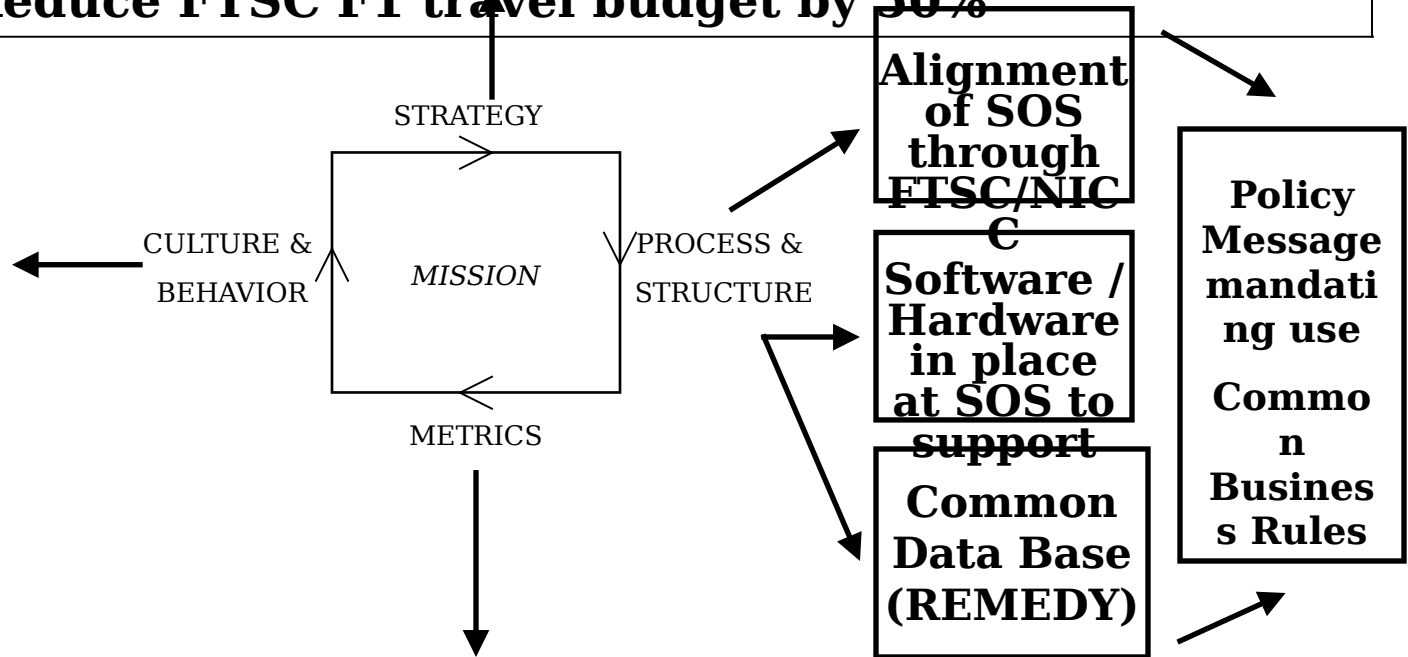 educe FTSC FY travel budget by 50%
STRATEGY
CULTURE &
BEHAVIOR
MISSION
PROCESS &
STRUCTURE
METRICS
Alignment
of SOS
through
FTSC/NIC
C
Software /
Hardware
in place
at SOS to
support
Common
Data Base
(REMEDY)
Policy
Message
mandati
ng use
Commo
n
Busines
s Rules